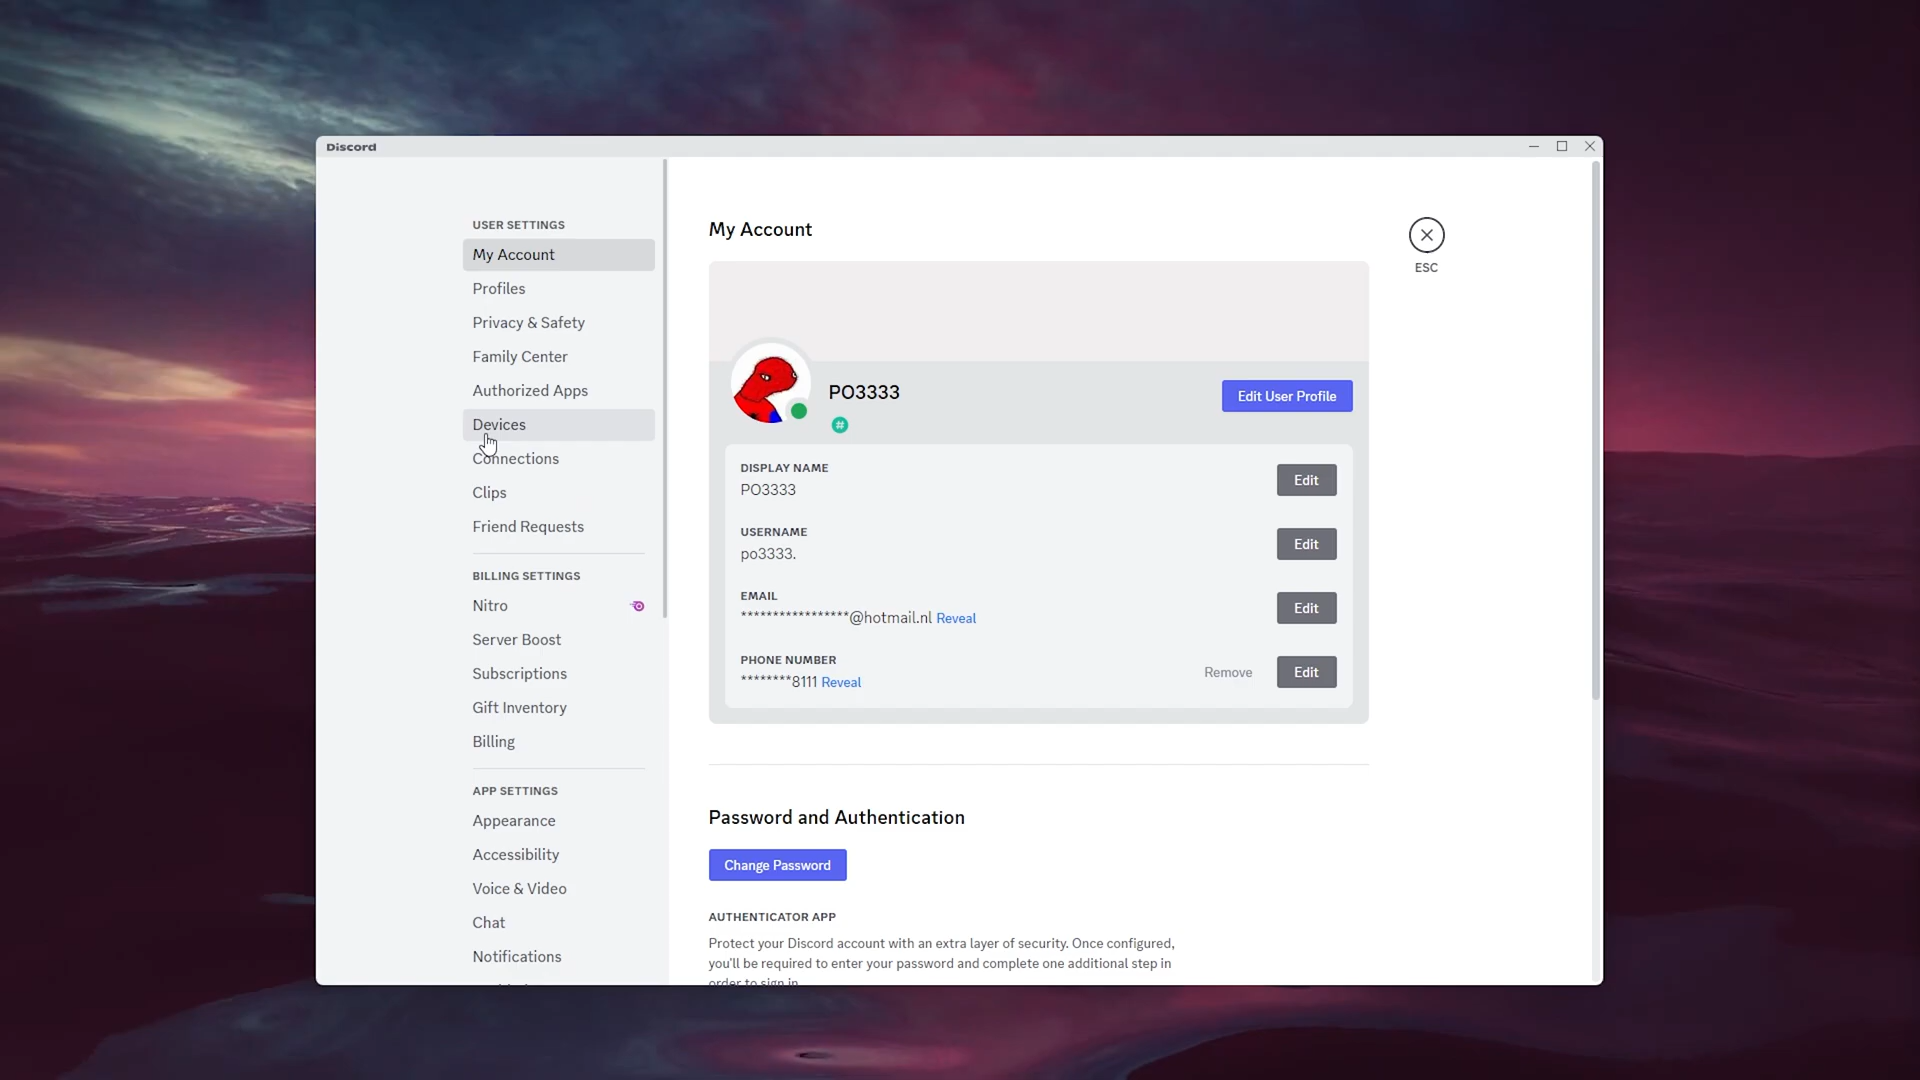 Discord
USER SETTINGS
My Account
Profiles
Privacy & Safety
Family Center
Authorized Apps
Devices
Connections
Clips
Friend Requests
BILLING SETTINGS
Nitro
Server Boost
Subscriptions
Gift Inventory
Billing
APP SETTINGS
Appearance
Accessibility
Voice & Video
Chat
Notifications
My Account
ESC
PO3333
Edit User Profile
#
DISPLAY NAME
PO3333
Edit
USERNAME
po3333.
Edit
EMAIL
*****************@hotmail.nl Reveal
Edit
PHONE NUMBER
********8111 Reveal
Remove
Edit
Password and Authentication
Change Password
AUTHENTICATOR APP
Protect your Discord account with an extra layer of security. Once configured,
you'll be required to enter your password and complete one additional step in
order to sign in.